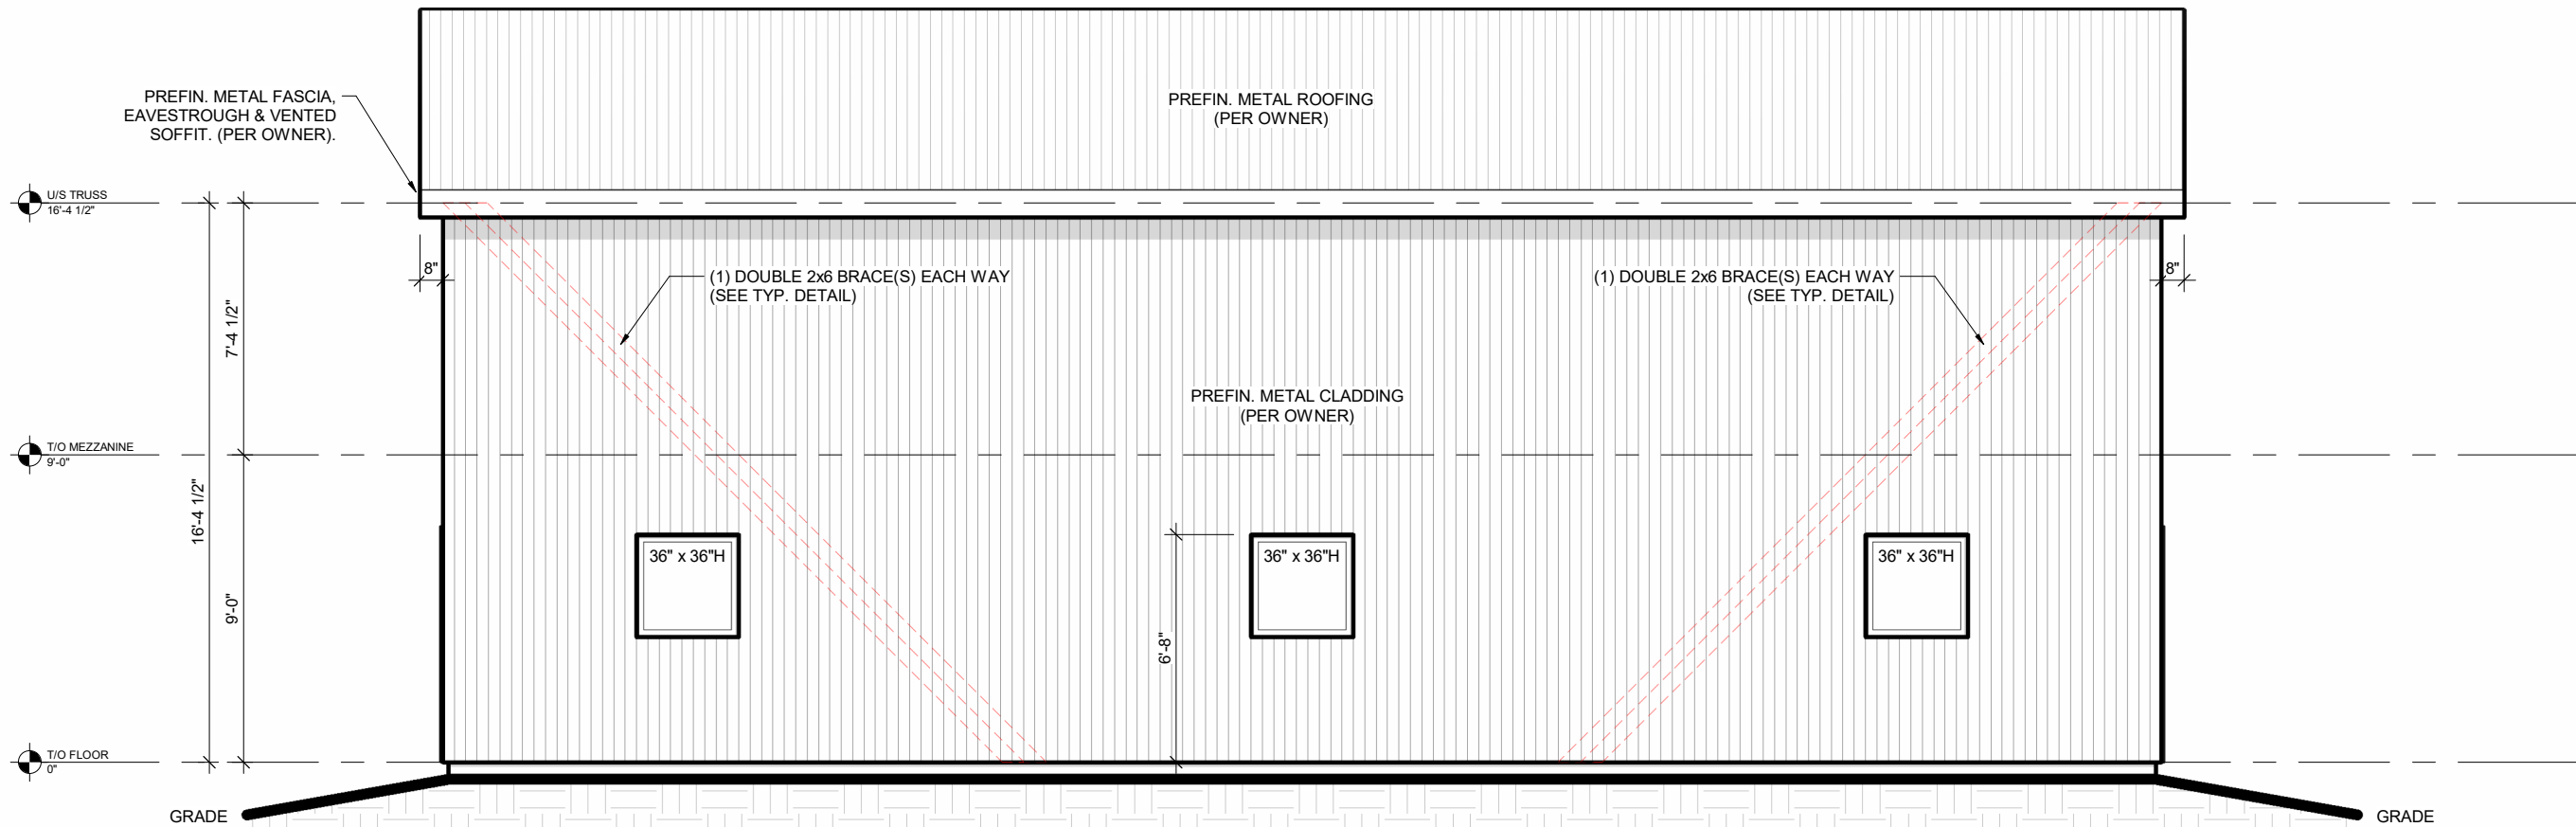 PREFIN. METAL FASCIA,
EAVESTROUGH & VENTED
SOFFIT. (PER OWNER).
PREFIN. METAL ROOFING
(PER OWNER)
U/S TRUSS
16'-4 1/2"
8"
8"
(1) DOUBLE 2x6 BRACE(S) EACH WAY
(SEE TYP. DETAIL)
(1) DOUBLE 2x6 BRACE(S) EACH WAY
(SEE TYP. DETAIL)
7'-4 1/2"
PREFIN. METAL CLADDING
(PER OWNER)
T/O MEZZANINE
9'-0"
16'-4 1/2"
9'-0"
36" x 36"H
36" x 36"H
36" x 36"H
6'-8"
T/O FLOOR
0"
GRADE
GRADE